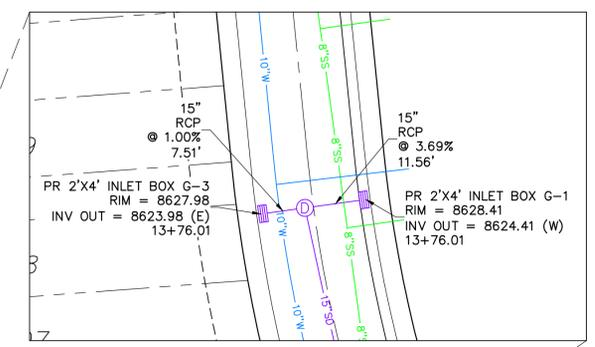 10"W
8"SS
15"
RCP
@ 1.00%
7.51'
15"
RCP
@ 3.69%
11.56'
8"SS
PR 2'X4' INLET BOX G-3
RIM = 8627.98
INV OUT = 8623.98 (E)
13+76.01
PR 2'X4' INLET BOX G-1
RIM = 8628.41
INV OUT = 8624.41 (W)
13+76.01
D
10"W
8"SS
10"W
15"SD
8"